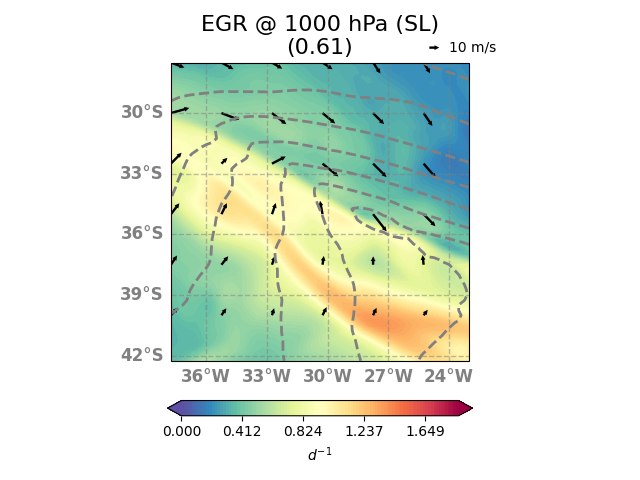 EGR @ 1000 hPa (SL)
(0.61)
10 m/s
30°S
33°S
36°S
39°S
42°S
36°W 33°W 30°W 27°W 24°W
0.000 0.412 0.824 1.237 1.649
d⁻¹